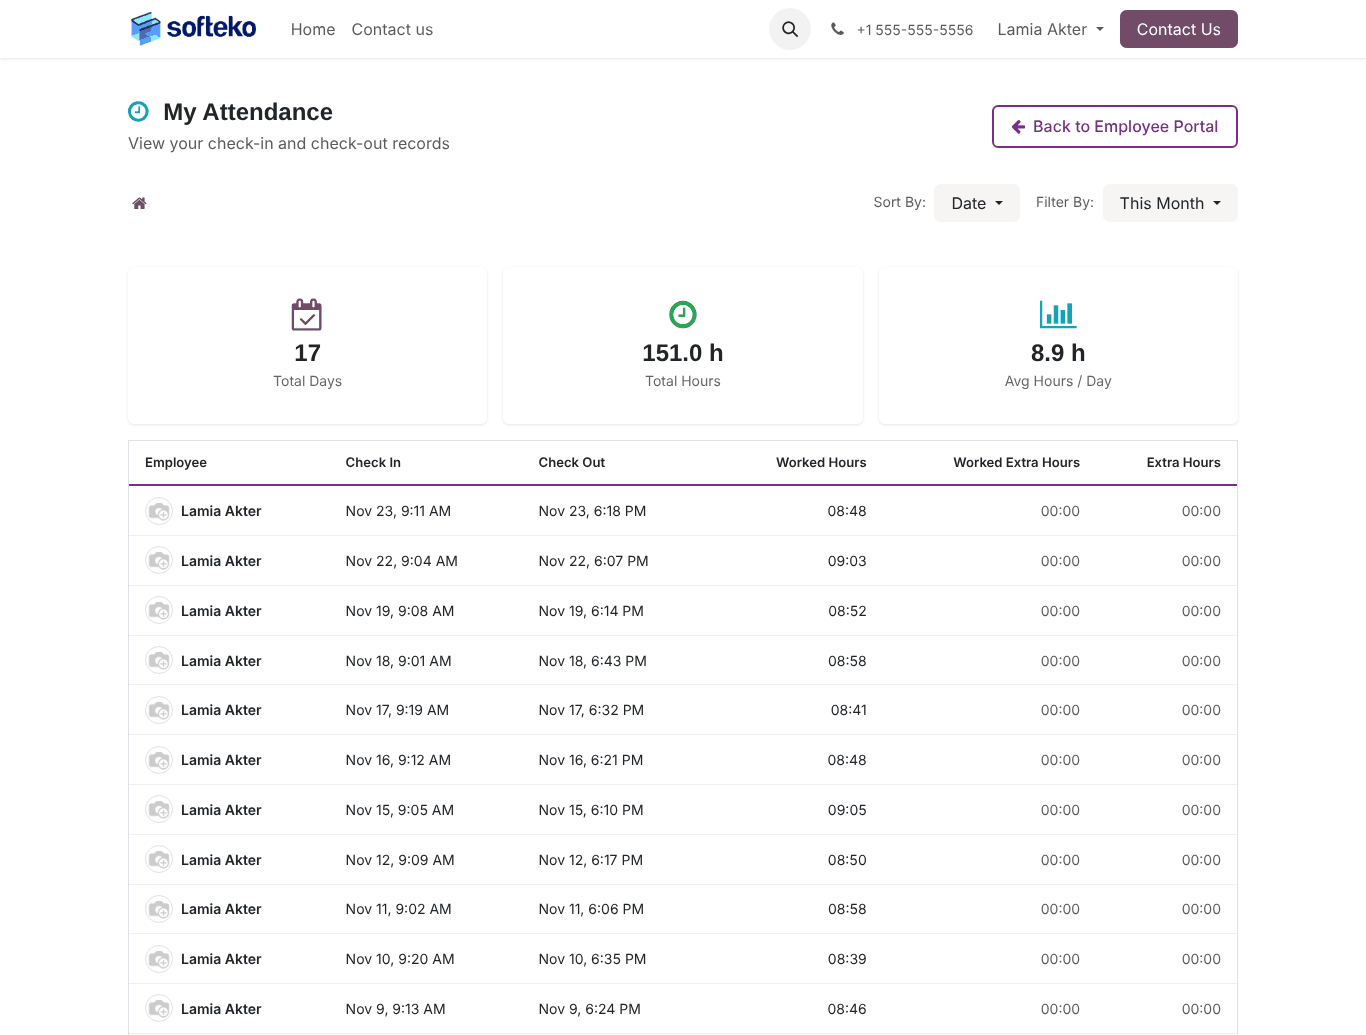 softeko Home Contact us +1 555-555-5556 Lamia Akter Contact Us
My Attendance
View your check-in and check-out records
Back to Employee Portal
Sort By: Date Filter By: This Month
17
Total Days
151.0 h
Total Hours
8.9 h
Avg Hours / Day
Employee Check In Check Out Worked Hours Worked Extra Hours Extra Hours
Lamia Akter Nov 23, 9:11 AM Nov 23, 6:18 PM 08:48 00:00 00:00
Lamia Akter Nov 22, 9:04 AM Nov 22, 6:07 PM 09:03 00:00 00:00
Lamia Akter Nov 19, 9:08 AM Nov 19, 6:14 PM 08:52 00:00 00:00
Lamia Akter Nov 18, 9:01 AM Nov 18, 6:43 PM 08:58 00:00 00:00
Lamia Akter Nov 17, 9:19 AM Nov 17, 6:32 PM 08:41 00:00 00:00
Lamia Akter Nov 16, 9:12 AM Nov 16, 6:21 PM 08:48 00:00 00:00
Lamia Akter Nov 15, 9:05 AM Nov 15, 6:10 PM 09:05 00:00 00:00
Lamia Akter Nov 12, 9:09 AM Nov 12, 6:17 PM 08:50 00:00 00:00
Lamia Akter Nov 11, 9:02 AM Nov 11, 6:06 PM 08:58 00:00 00:00
Lamia Akter Nov 10, 9:20 AM Nov 10, 6:35 PM 08:39 00:00 00:00
Lamia Akter Nov 9, 9:13 AM Nov 9, 6:24 PM 08:46 00:00 00:00